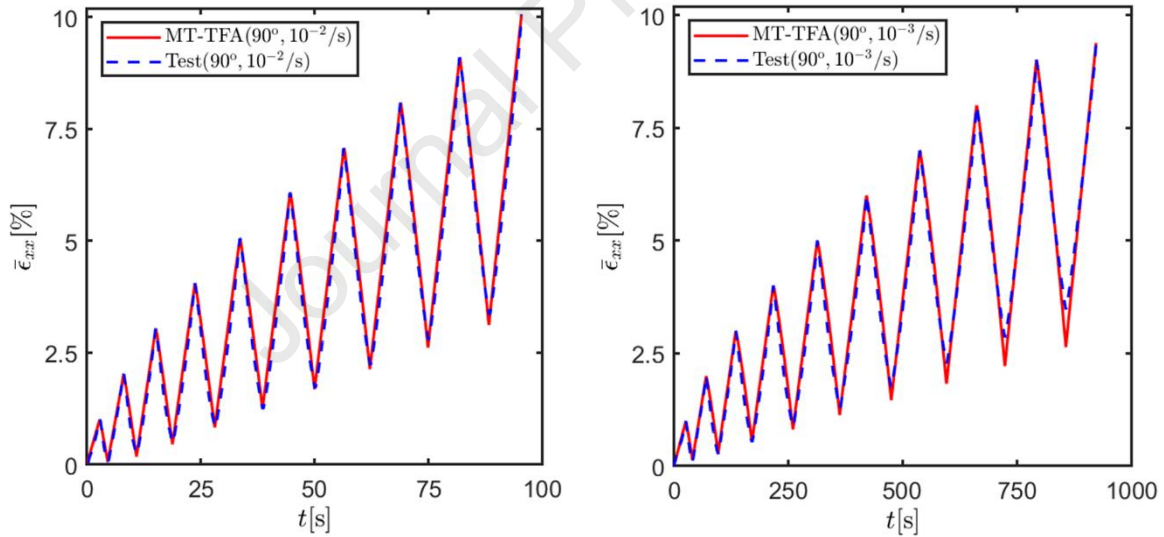 MT-TFA(90°, 10⁻²/s)
Test(90°, 10⁻²/s)
10
7.5
5
2.5
0
ϵ̄xx[%]
0 25 50 75 100
t[s]
MT-TFA(90°, 10⁻³/s)
Test(90°, 10⁻³/s)
10
7.5
5
2.5
0
ϵ̄xx[%]
0 250 500 750 1000
t[s]
Journal P